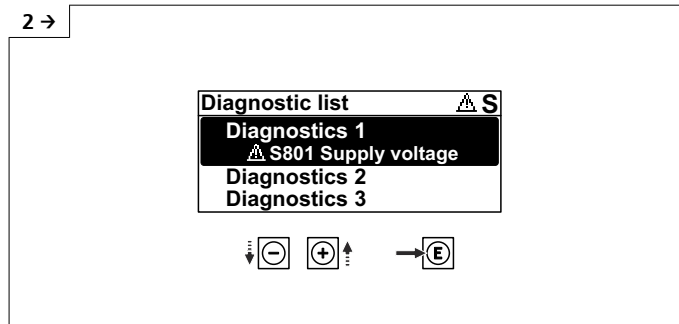 2 →
Diagnostic list ⚠ S
Diagnostics 1
⚠ S801 Supply voltage
Diagnostics 2
Diagnostics 3
− + E